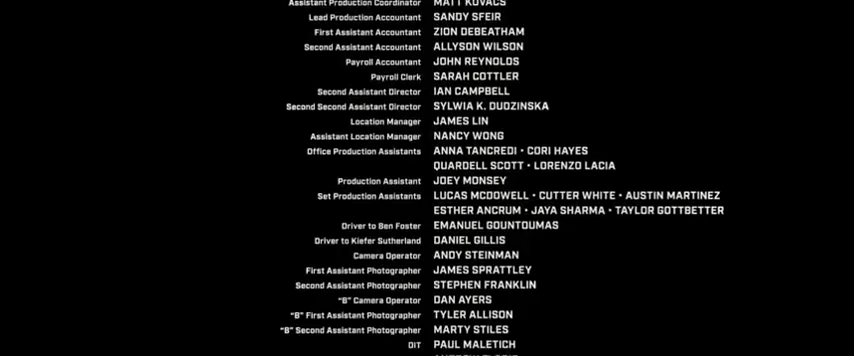 Assistant Production Coordinator MATT KOVACS
Lead Production Accountant SANDY SFEIR
First Assistant Accountant ZION DEBEATHAM
Second Assistant Accountant ALLYSON WILSON
Payroll Accountant JOHN REYNOLDS
Payroll Clerk SARAH COTTLER
Second Assistant Director IAN CAMPBELL
Second Second Assistant Director SYLWIA K. DUDZINSKA
Location Manager JAMES LIN
Assistant Location Manager NANCY WONG
Office Production Assistants ANNA TANCREDI • CORI HAYES
QUARDELL SCOTT • LORENZO LACIA
Production Assistant JOEY MONSEY
Set Production Assistants LUCAS MCDOWELL • CUTTER WHITE • AUSTIN MARTINEZ
ESTHER ANCRUM • JAYA SHARMA • TAYLOR GOTTBETTER
Driver to Ben Foster EMANUEL GOUNTOUMAS
Driver to Kiefer Sutherland DANIEL GILLIS
Camera Operator ANDY STEINMAN
First Assistant Photographer JAMES SPRATTLEY
Second Assistant Photographer STEPHEN FRANKLIN
“B” Camera Operator DAN AYERS
“B” First Assistant Photographer TYLER ALLISON
“B” Second Assistant Photographer MARTY STILES
DIT PAUL MALETICH